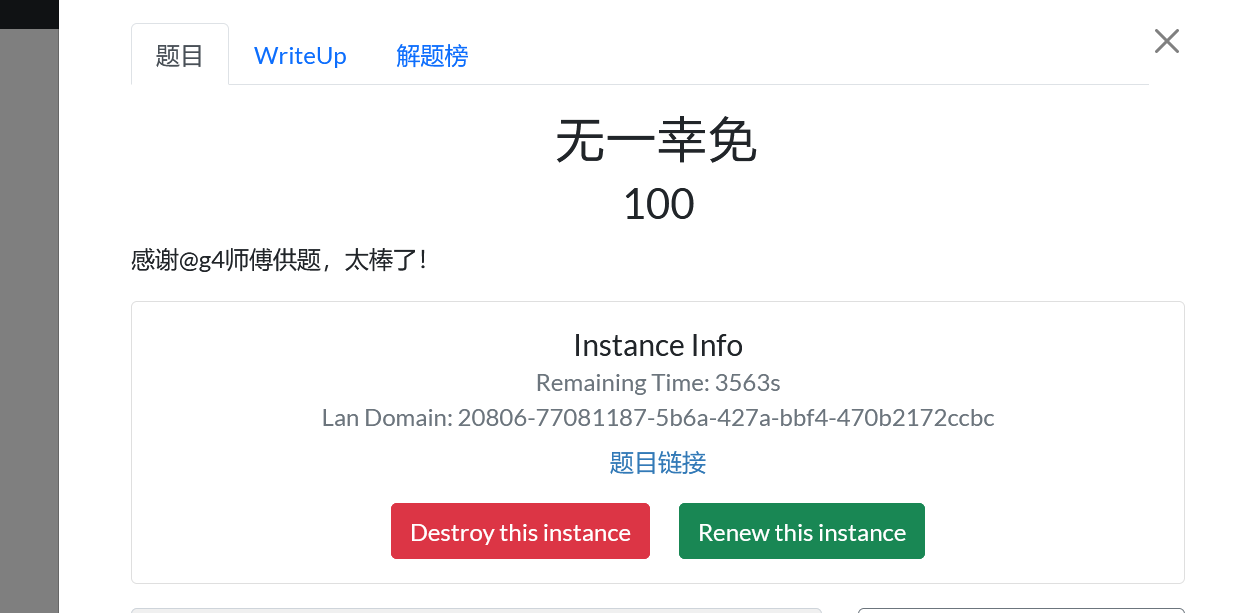 题目 WriteUp 解题榜
无一幸免
100
感谢@g4师傅供题，太棒了！
Instance Info
Remaining Time: 3563s
Lan Domain: 20806-77081187-5b6a-427a-bbf4-470b2172ccbc
题目链接
Destroy this instance Renew this instance